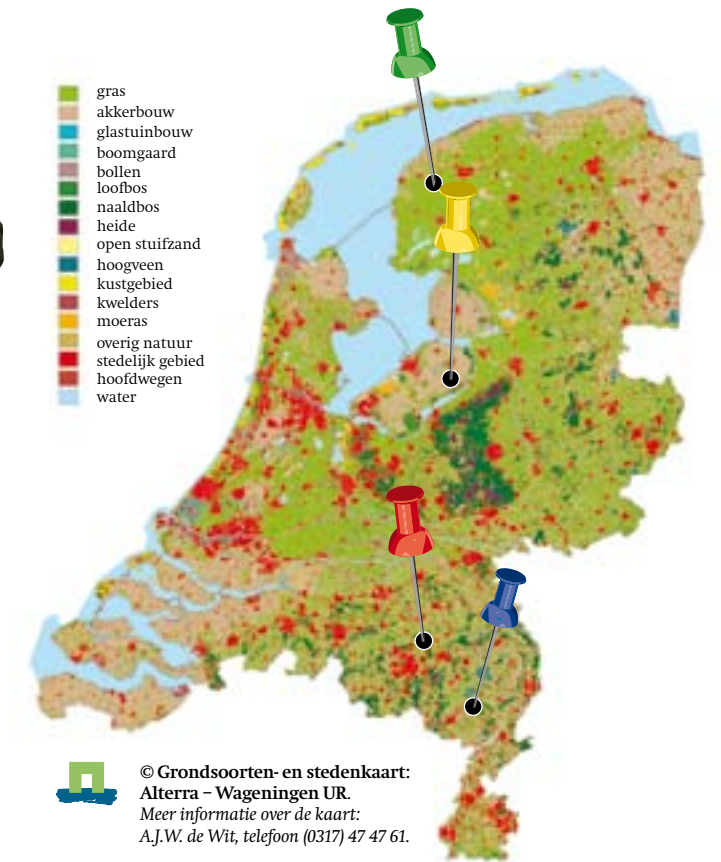 gras
akkerbouw
glastuinbouw
boomgaard
bollen
loofbos
naaldbos
heide
open stuifzand
hoogveen
kustgebied
kwelders
moeras
overig natuur
stedelijk gebied
hoofdwegen
water
© Grondsoorten- en stedenkaart:
Alterra – Wageningen UR.
Meer informatie over de kaart:
A.J.W. de Wit, telefoon (0317) 47 47 61.